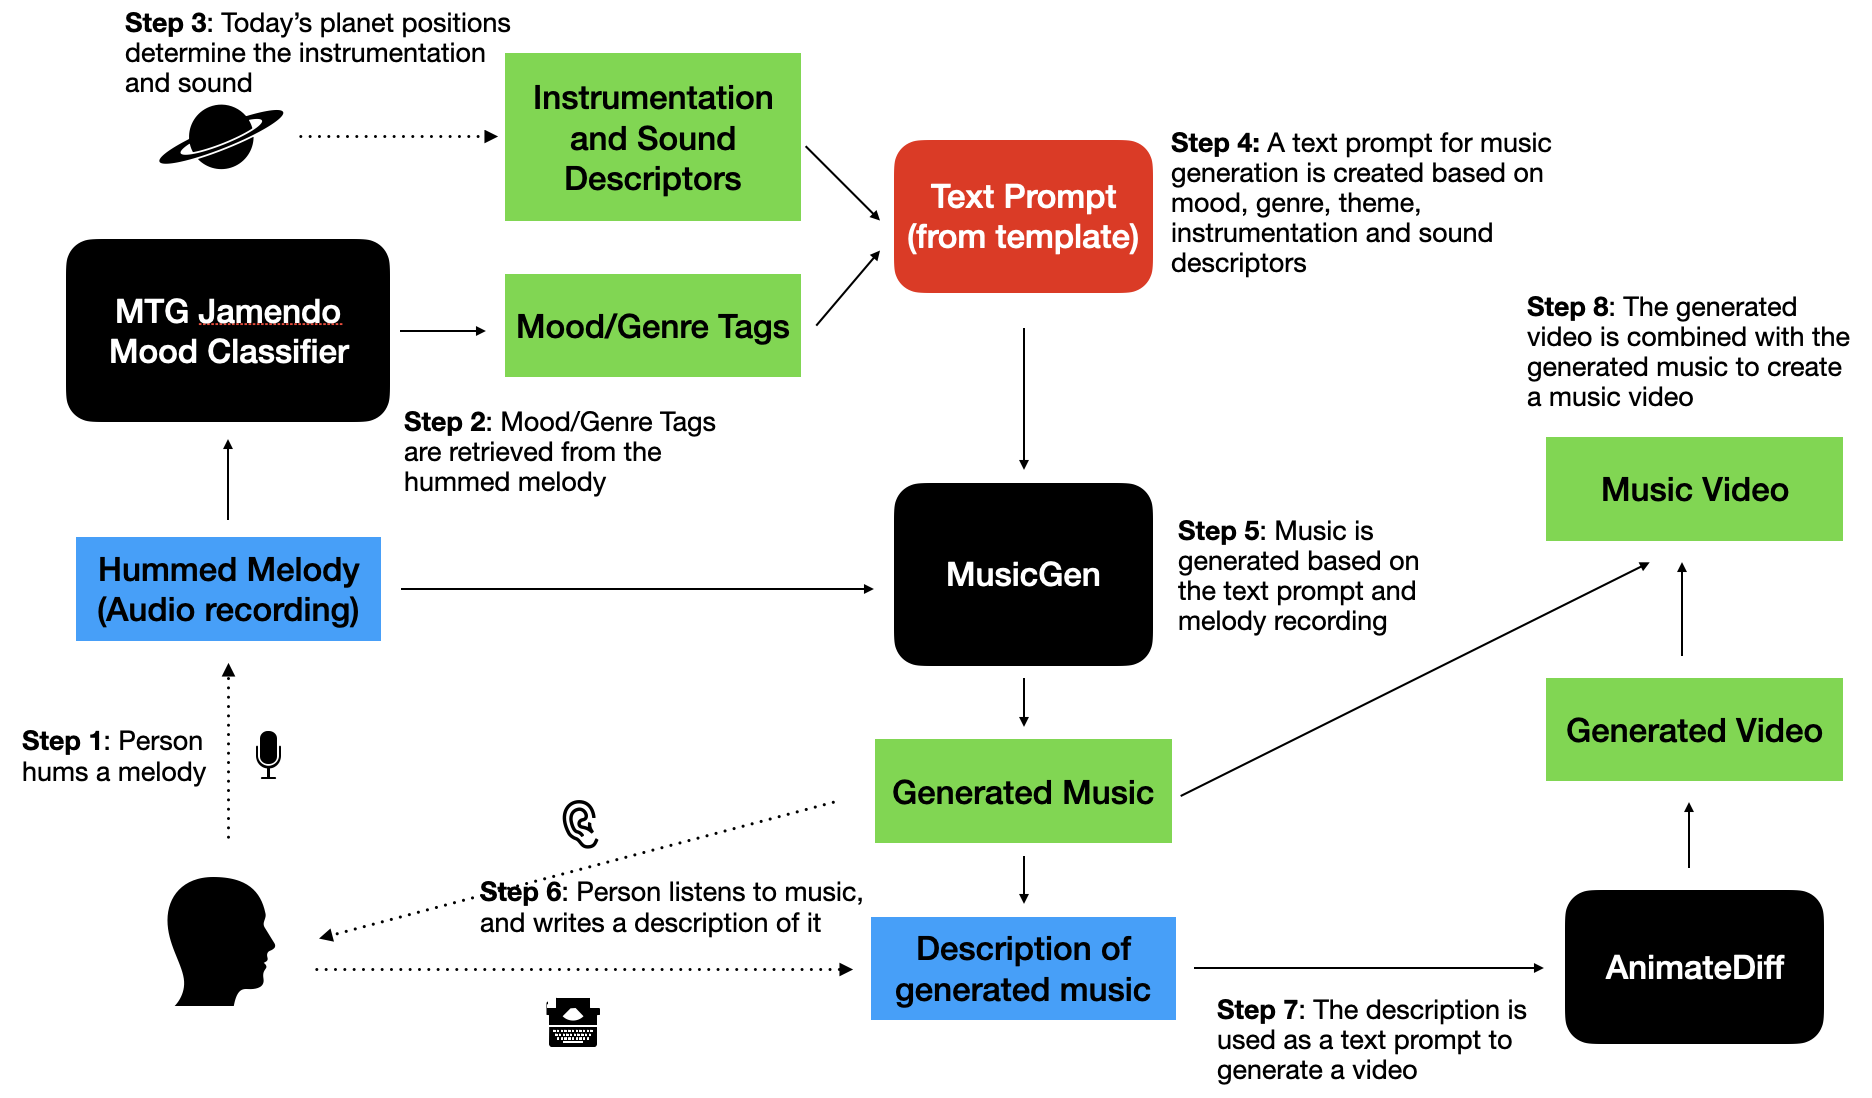 Step 3: Today’s planet positions
determine the instrumentation
and sound
Instrumentation
and Sound
Descriptors
Text Prompt
(from template)
Step 4: A text prompt for music
generation is created based on
mood, genre, theme,
instrumentation and sound
descriptors
MTG Jamendo
Mood Classifier
Mood/Genre Tags
Step 2: Mood/Genre Tags
are retrieved from the
hummed melody
Step 8: The generated
video is combined with the
generated music to create
a music video
Music Video
Hummed Melody
(Audio recording)
MusicGen
Step 5: Music is
generated based on
the text prompt and
melody recording
Step 1: Person
hums a melody
Generated Music
Generated Video
Step 6: Person listens to music,
and writes a description of it
Description of
generated music
AnimateDiff
Step 7: The description is
used as a text prompt to
generate a video